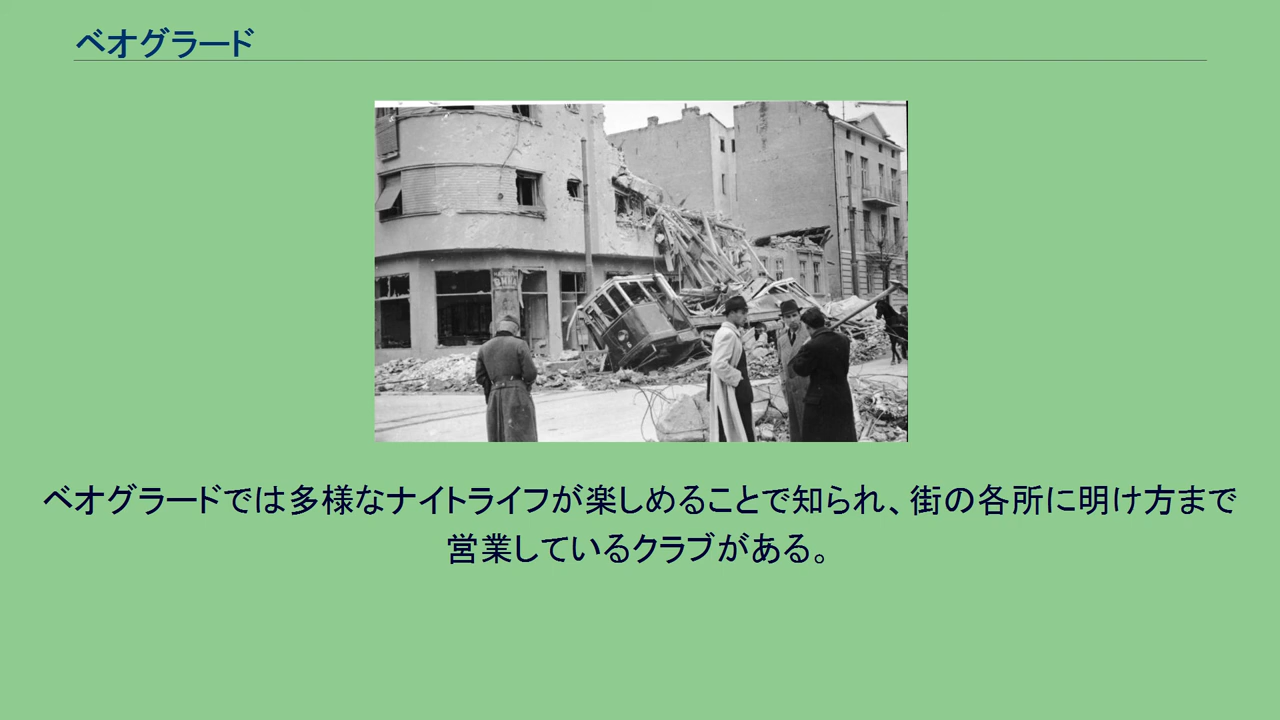 ベオグラード
ベオグラードでは多様なナイトライフが楽しめることで知られ、街の各所に明け方まで
営業しているクラブがある。